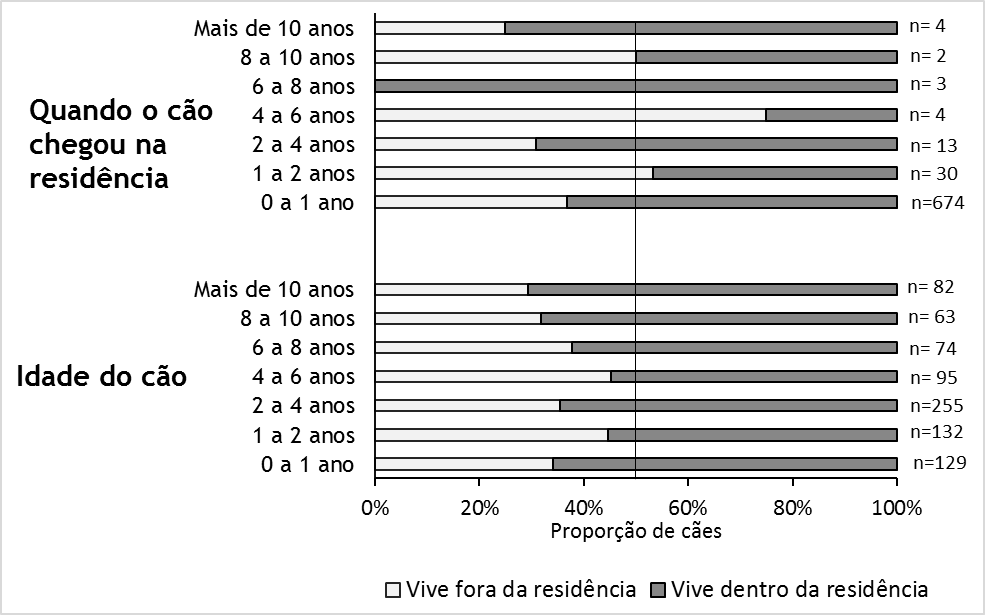 Quando o cão
chegou na
residência
Mais de 10 anos n= 4
8 a 10 anos n= 2
6 a 8 anos n= 3
4 a 6 anos n= 4
2 a 4 anos n= 13
1 a 2 anos n= 30
0 a 1 ano n=674
Idade do cão
Mais de 10 anos n= 82
8 a 10 anos n= 63
6 a 8 anos n= 74
4 a 6 anos n= 95
2 a 4 anos n=255
1 a 2 anos n=132
0 a 1 ano n=129
0% 20% 40% 60% 80% 100%
Proporção de cães
Vive fora da residência Vive dentro da residência